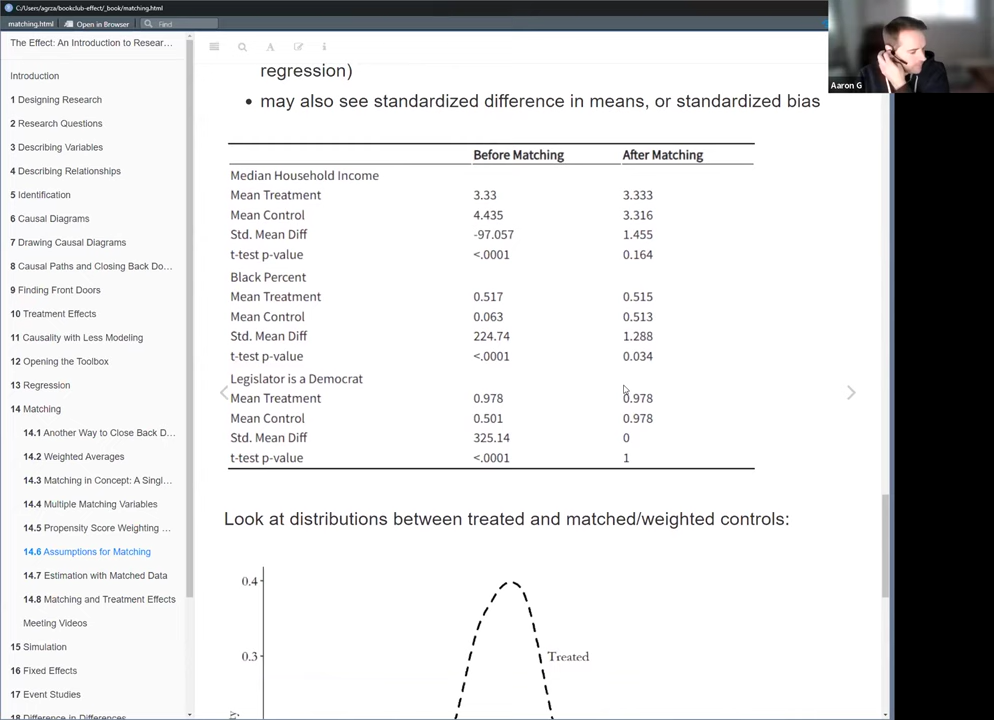 C:/Users/agrza/bookclub-effect/_book/matching.html
matching.html Open in Browser Find
The Effect: An Introduction to Resear…
Introduction
1 Designing Research
2 Research Questions
3 Describing Variables
4 Describing Relationships
5 Identification
6 Causal Diagrams
7 Drawing Causal Diagrams
8 Causal Paths and Closing Back Do…
9 Finding Front Doors
10 Treatment Effects
11 Causality with Less Modeling
12 Opening the Toolbox
13 Regression
14 Matching
14.1 Another Way to Close Back D…
14.2 Weighted Averages
14.3 Matching in Concept: A Singl…
14.4 Multiple Matching Variables
14.5 Propensity Score Weighting …
14.6 Assumptions for Matching
14.7 Estimation with Matched Data
14.8 Matching and Treatment Effects
Meeting Videos
15 Simulation
16 Fixed Effects
17 Event Studies
18 Difference in Differences
regression)
• may also see standardized difference in means, or standardized bias
Before Matching After Matching
Median Household Income
Mean Treatment 3.33 3.333
Mean Control 4.435 3.316
Std. Mean Diff -97.057 1.455
t-test p-value <.0001 0.164
Black Percent
Mean Treatment 0.517 0.515
Mean Control 0.063 0.513
Std. Mean Diff 224.74 1.288
t-test p-value <.0001 0.034
Legislator is a Democrat
Mean Treatment 0.978 0.978
Mean Control 0.501 0.978
Std. Mean Diff 325.14 0
t-test p-value <.0001 1
Look at distributions between treated and matched/weighted controls:
0.4
0.3
Treated
Aaron G